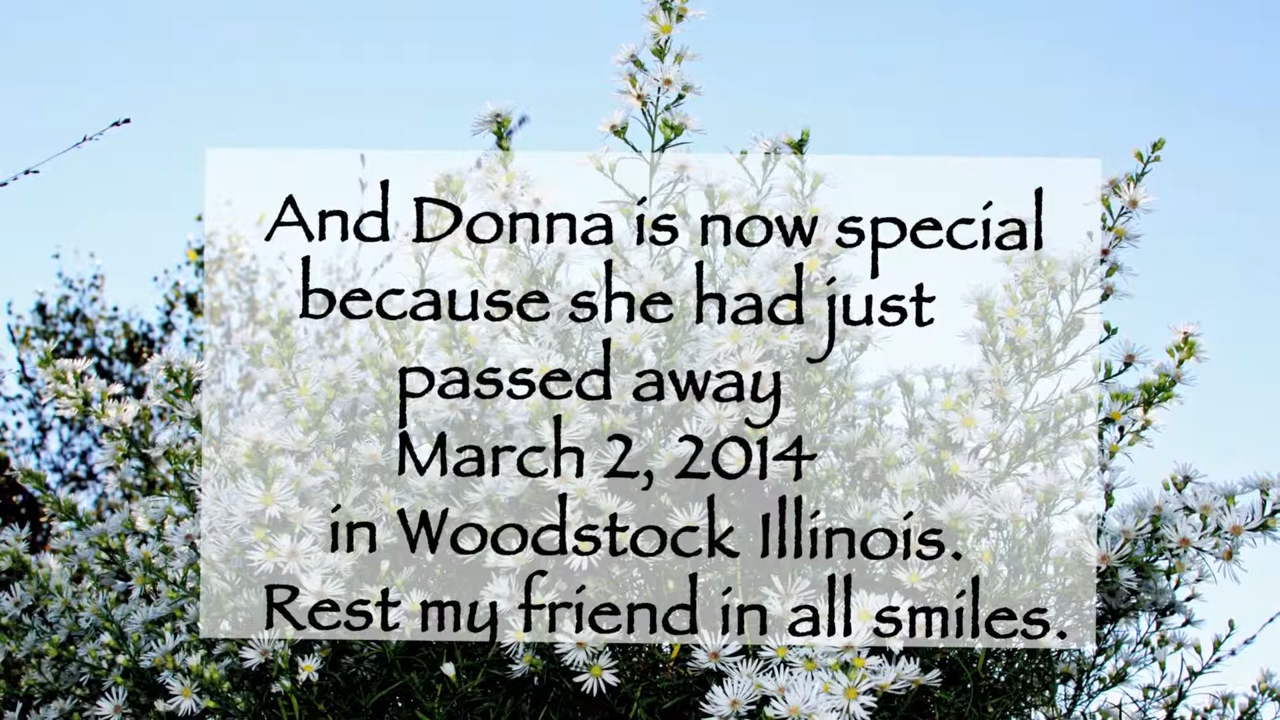 And Donna is now special
because she had just
passed away
March 2, 2014
in Woodstock Illinois.
Rest my friend in all smiles.